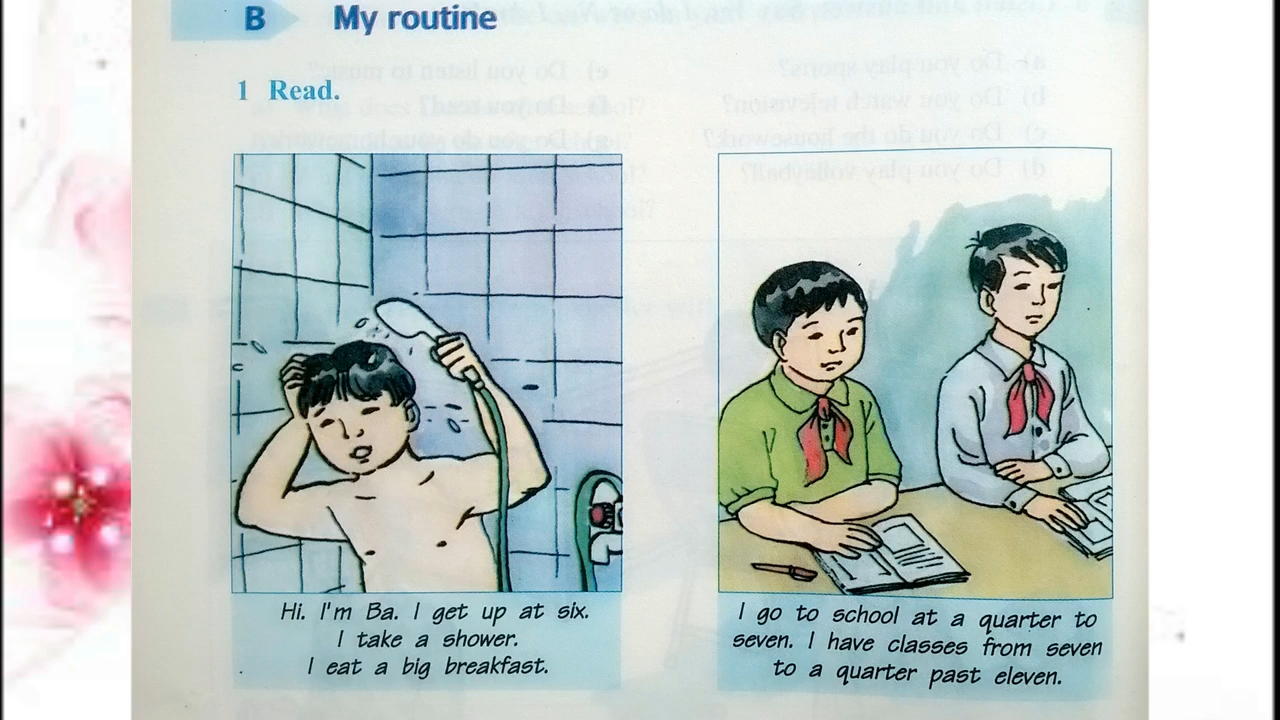 B My routine
1 Read.
Hi. I'm Ba. I get up at six.
I take a shower.
I eat a big breakfast.
I go to school at a quarter to
seven. I have classes from seven
to a quarter past eleven.